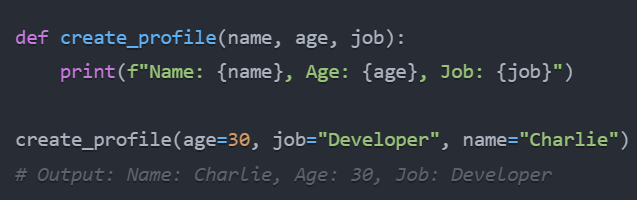 def create_profile(name, age, job):
    print(f"Name: {name}, Age: {age}, Job: {job}")
create_profile(age=30, job="Developer", name="Charlie")
# Output: Name: Charlie, Age: 30, Job: Developer